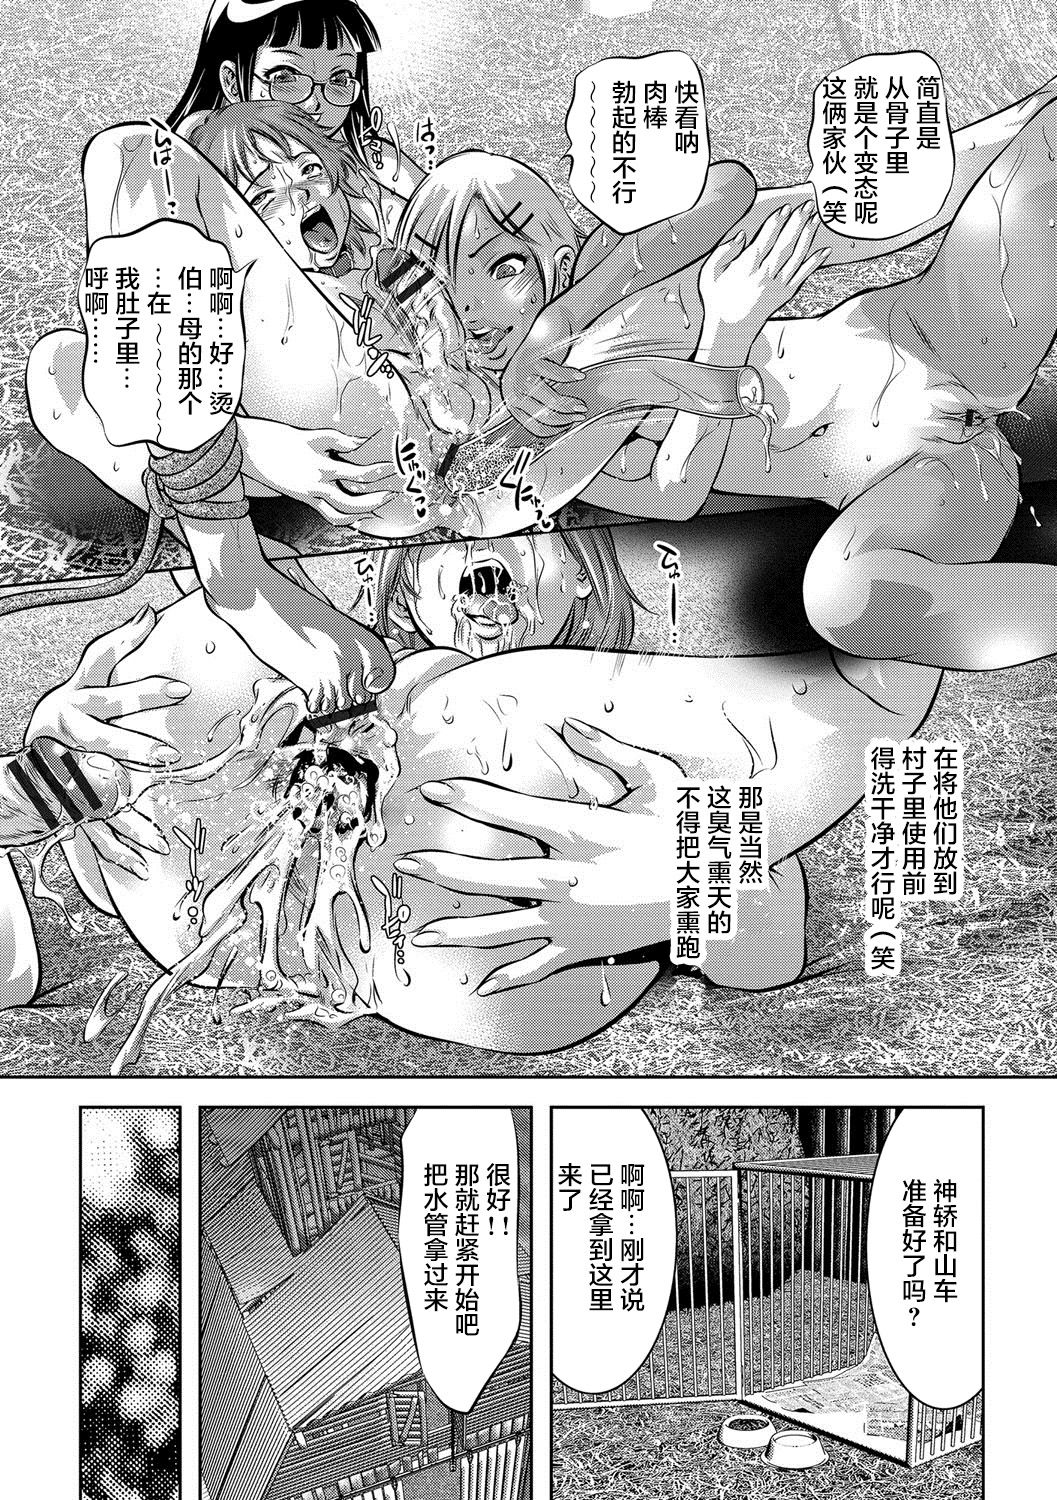 简直是
从骨子里
就是个变态呢
这俩家伙(笑
快看呐
肉棒
勃起的不行
～～～～～
啊啊…好…烫
伯…母的那个
…在～～～～
我肚子里…
呼啊……
在将他们放到
村子里使用前
得洗干净才行呢(笑
那是当然
这臭气熏天的
不得把大家熏跑
神轿和山车
准备好了吗?
啊啊…刚才说
已经拿到这里
来了
很好!!
那就赶紧开始吧
把水管拿过来